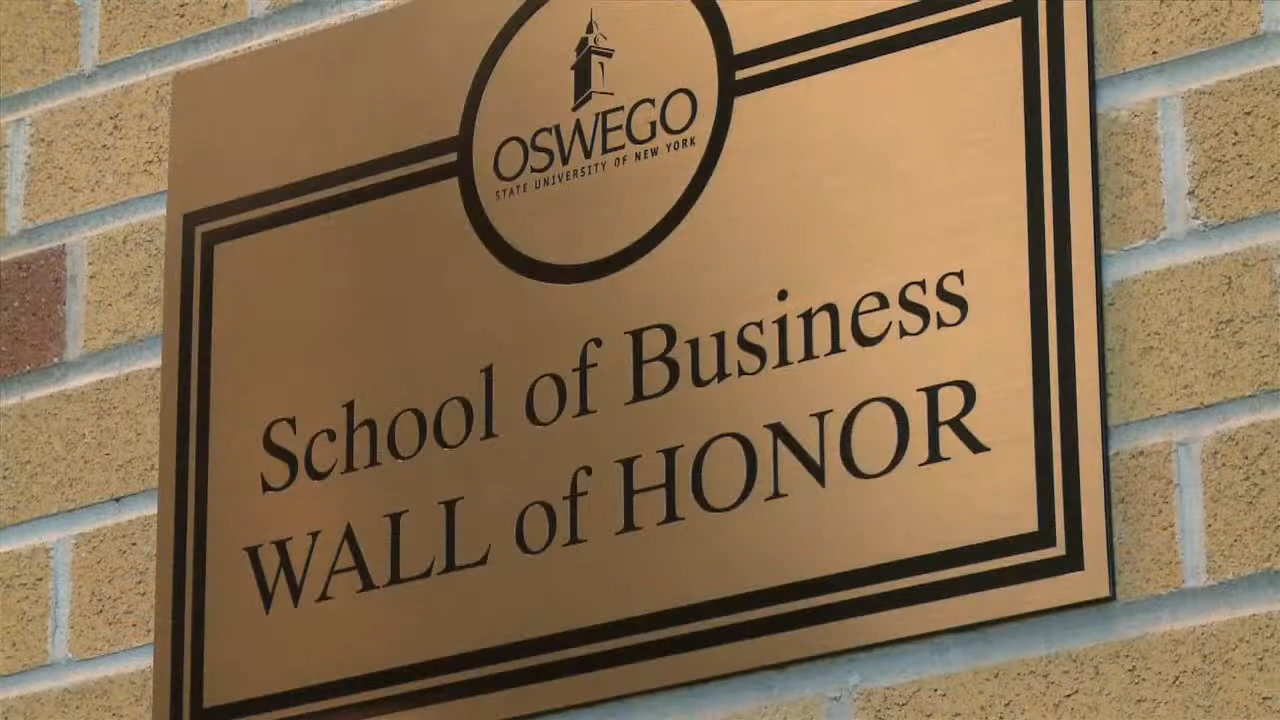 OSWEGO
STATE UNIVERSITY OF NEW YORK
School of Business
WALL of HONOR